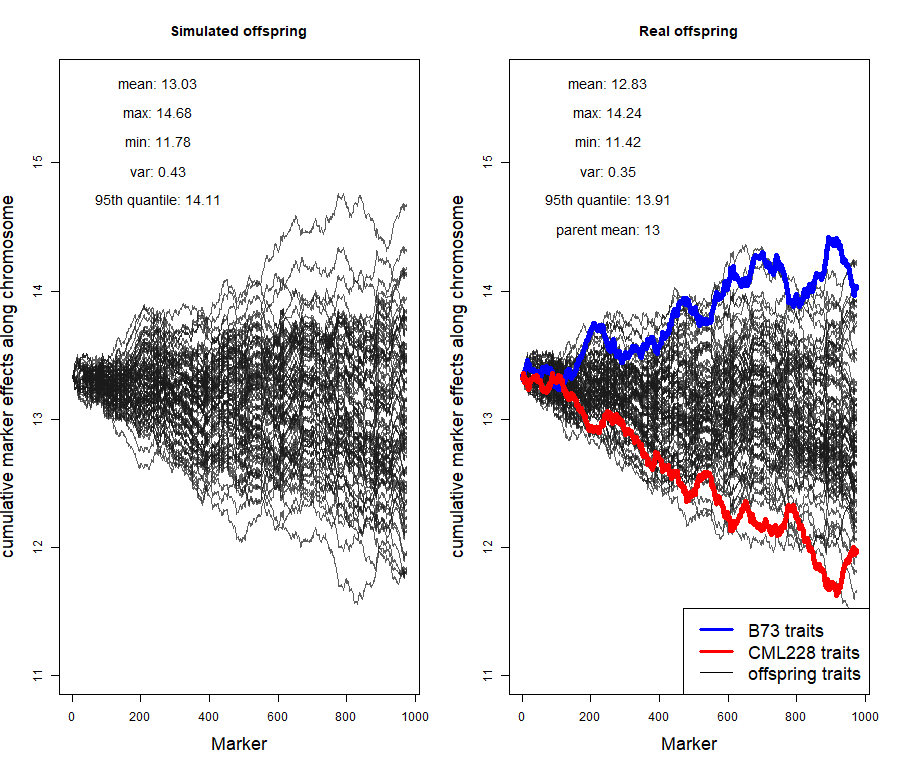 Simulated offspring
mean: 13.03
max: 14.68
min: 11.78
var: 0.43
95th quantile: 14.11
cumulative marker effects along chromosome
15
14
13
12
11
0
200
400
600
800
1000
Marker
Real offspring
mean: 12.83
max: 14.24
min: 11.42
var: 0.35
95th quantile: 13.91
parent mean: 13
cumulative marker effects along chromosome
15
14
13
12
11
B73 traits
CML228 traits
offspring traits
0
200
400
600
800
1000
Marker